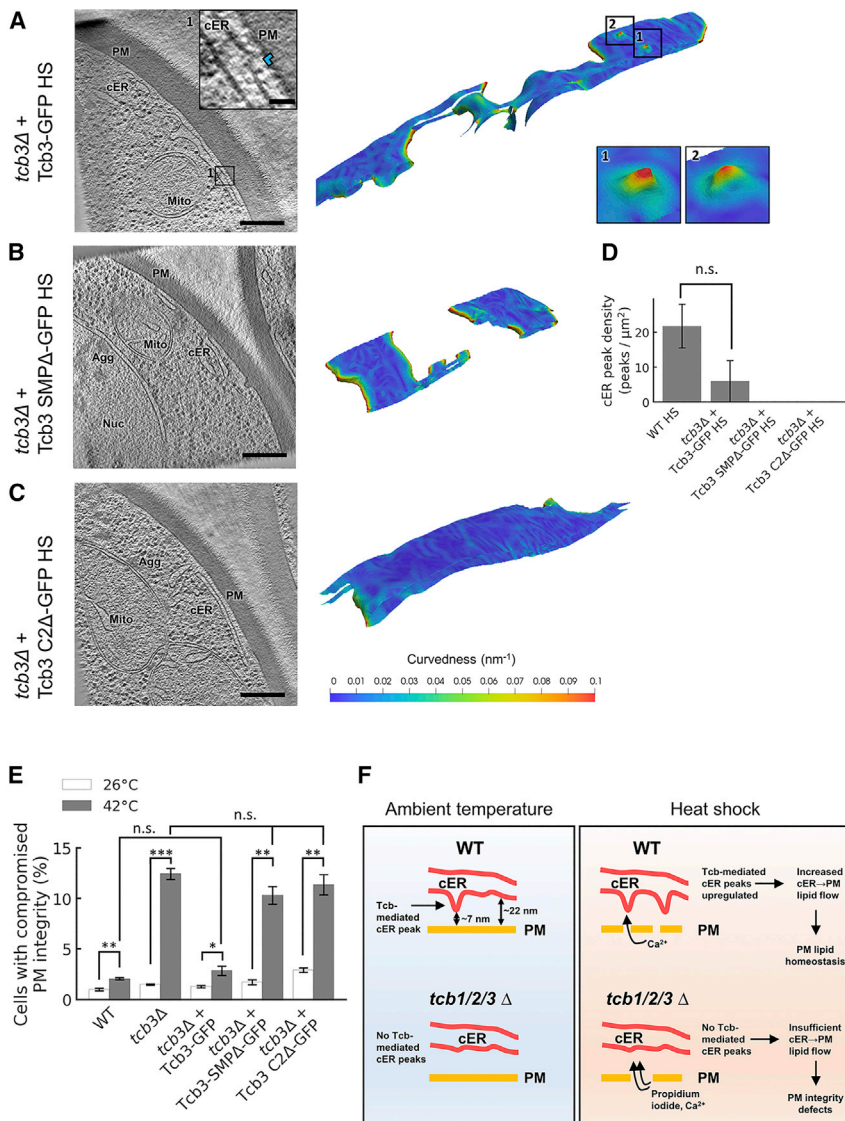 A
tcb3Δ +
Tcb3-GFP HS
PM
cER
Mito
1
1
cER
PM
2
1
1
2
B
tcb3Δ +
Tcb3 SMPΔ-GFP HS
PM
Mito
cER
Agg
Nuc
D
n.s.
cER peak density
(peaks / μm²)
20
10
0
WT HS
tcb3Δ +
Tcb3-GFP HS
tcb3Δ +
Tcb3 SMPΔ-GFP HS
tcb3Δ +
Tcb3 C2Δ-GFP HS
C
tcb3Δ +
Tcb3 C2Δ-GFP HS
Agg
PM
cER
Mito
Curvedness (nm⁻¹)
0 0.01 0.02 0.03 0.04 0.05 0.06 0.07 0.08 0.09 0.1
E
26°C
42°C
n.s.
n.s.
Cells with compromised
PM integrity (%)
15
10
5
0
**
***
*
**
**
WT
tcb3Δ
tcb3Δ +
Tcb3-GFP
tcb3Δ +
Tcb3-SMPΔ-GFP
tcb3Δ +
Tcb3 C2Δ-GFP
F
Ambient temperature
WT
cER
Tcb-
mediated
cER peak
~7 nm
~22 nm
PM
tcb1/2/3 Δ
No Tcb-
mediated
cER peaks
cER
PM
Heat shock
WT
cER
Tcb-mediated
cER peaks
upregulated
Increased
cER→PM
lipid flow
PM
Ca²⁺
PM lipid
homeostasis
tcb1/2/3 Δ
cER
No Tcb-
mediated
cER peaks
Insufficient
cER→PM
lipid flow
PM
Propidium
iodide, Ca²⁺
PM integrity
defects